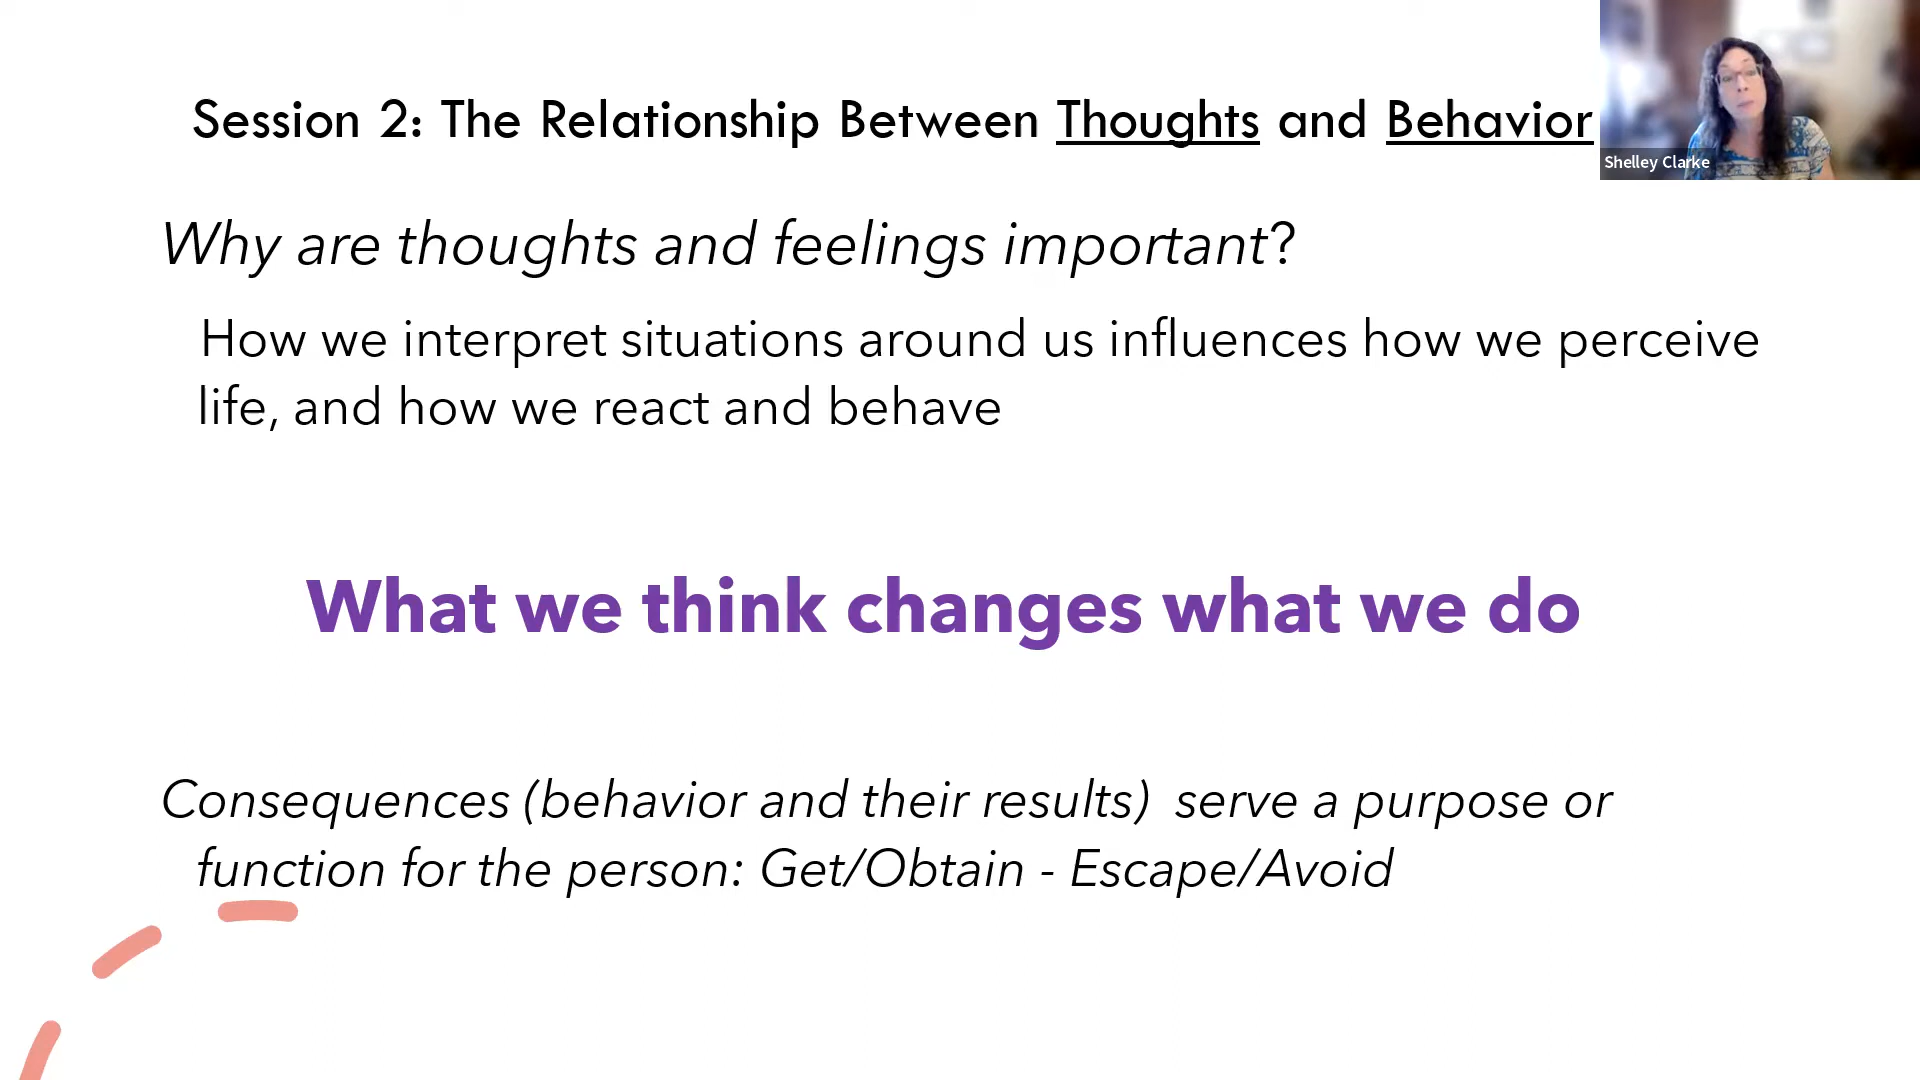 Session 2: The Relationship Between Thoughts and Behavior
Shelley Clarke
Why are thoughts and feelings important?
How we interpret situations around us influences how we perceive
life, and how we react and behave
What we think changes what we do
Consequences (behavior and their results)  serve a purpose or
function for the person: Get/Obtain - Escape/Avoid